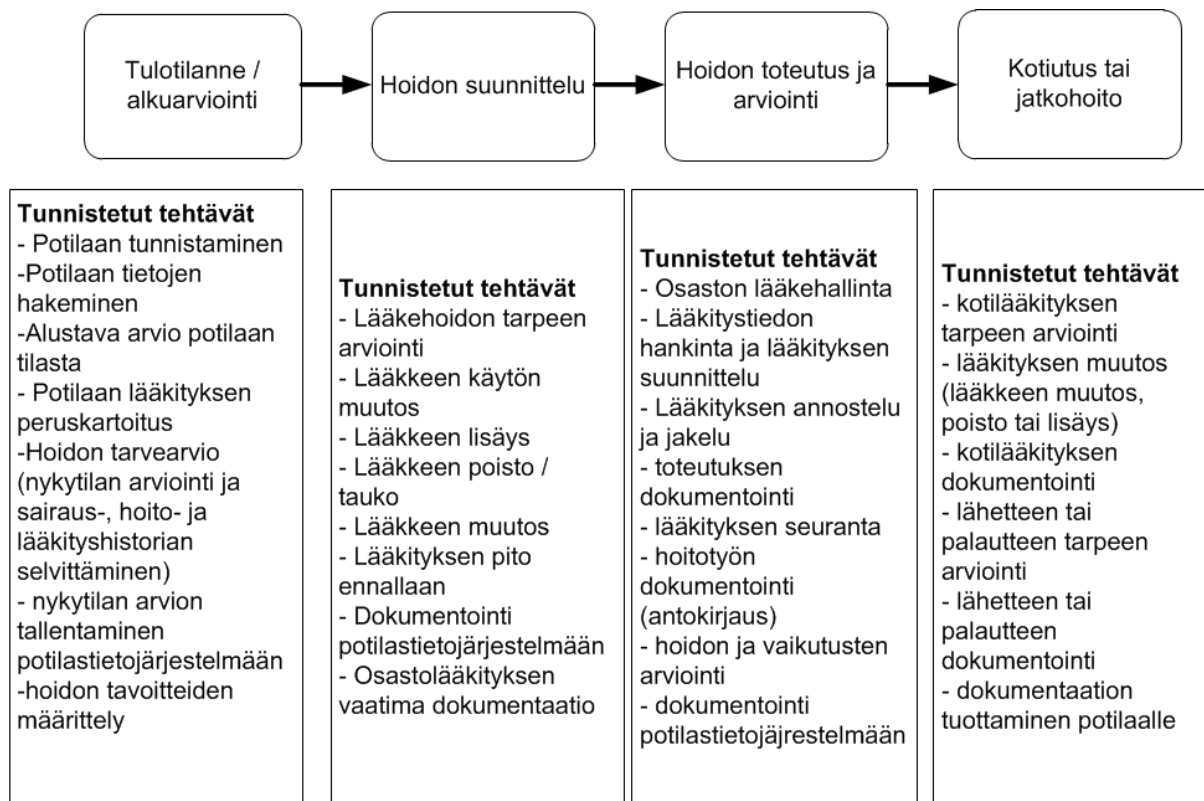 Tulotilanne /
alkuarviointi
Hoidon suunnittelu
Hoidon toteutus ja
arviointi
Kotiutus tai
jatkohoito
Tunnistetut tehtävät
- Potilaan tunnistaminen
-Potilaan tietojen
hakeminen
-Alustava arvio potilaan
tilasta
- Potilaan lääkityksen
peruskartoitus
-Hoidon tarvearvio
(nykytilan arviointi ja
sairaus-, hoito- ja
lääkityshistorian
selvittäminen)
- nykytilan arvion
tallentaminen
potilastietojärjestelmään
-hoidon tavoitteiden
määrittely
Tunnistetut tehtävät
- Lääkehoidon tarpeen
arviointi
- Lääkkeen käytön
muutos
- Lääkkeen lisäys
- Lääkkeen poisto /
tauko
- Lääkkeen muutos
- Lääkityksen pito
ennallaan
- Dokumentointi
potilastietojärjestelmään
- Osastolääkityksen
vaatima dokumentaatio
Tunnistetut tehtävät
- Osaston lääkehallinta
- Lääkitystiedon
hankinta ja lääkityksen
suunnittelu
- Lääkityksen annostelu
ja jakelu
- toteutuksen
dokumentointi
- lääkityksen seuranta
- hoitotyön
dokumentointi
(antokirjaus)
- hoidon ja vaikutusten
arviointi
- dokumentointi
potilastietojäjrestelmään
Tunnistetut tehtävät
- kotilääkityksen
tarpeen arviointi
- lääkityksen muutos
(lääkkeen muutos,
poisto tai lisäys)
- kotilääkityksen
dokumentointi
- lähetteen tai
palautteen tarpeen
arviointi
- lähetteen tai
palautteen
dokumentointi
- dokumentaation
tuottaminen potilaalle